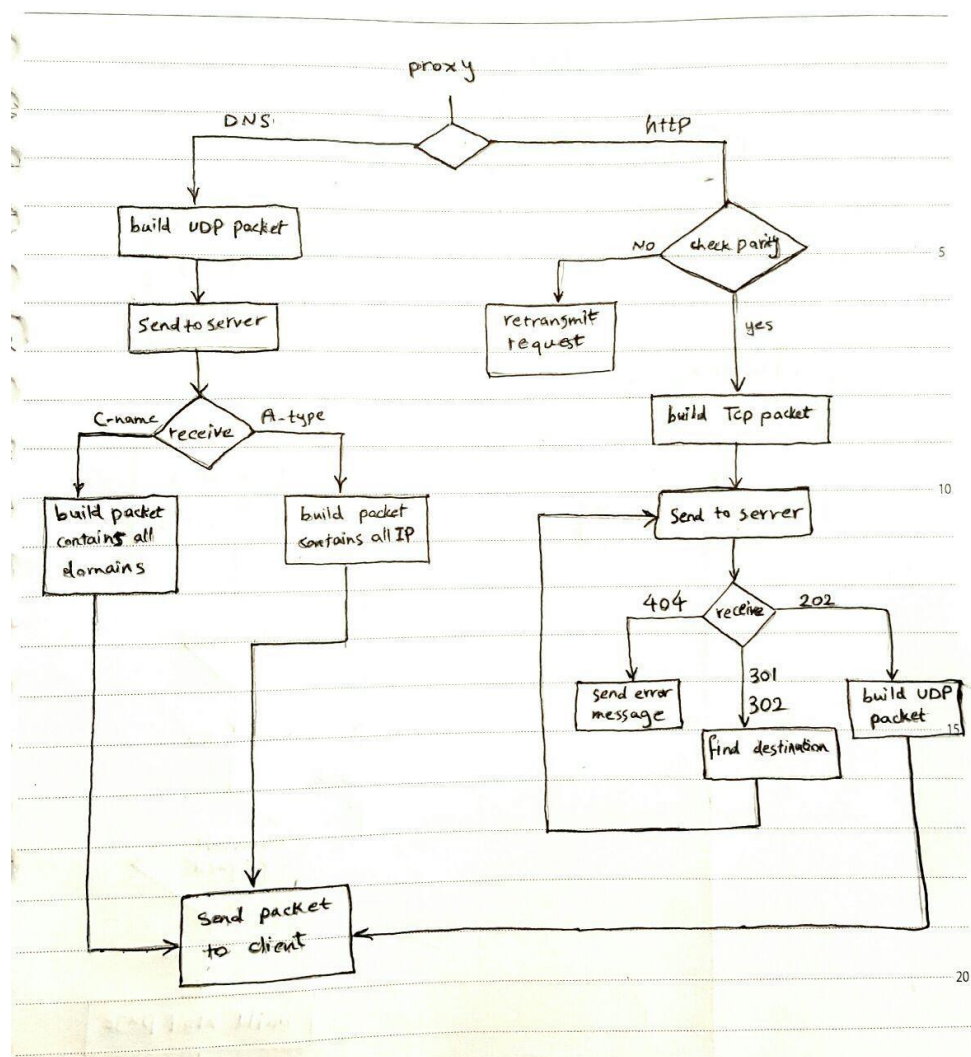 proxy
DNS
http
build UDP packet
check parity
NO
5
Send to server
retransmit
request
yes
C-name
receive
A-type
build Tcp packet
10
build packet
contains all
domains
build packet
contains all IP
Send to server
404
receive
202
301
302
send error
message
build UDP
packet
15
find destination
Send packet
to client
20